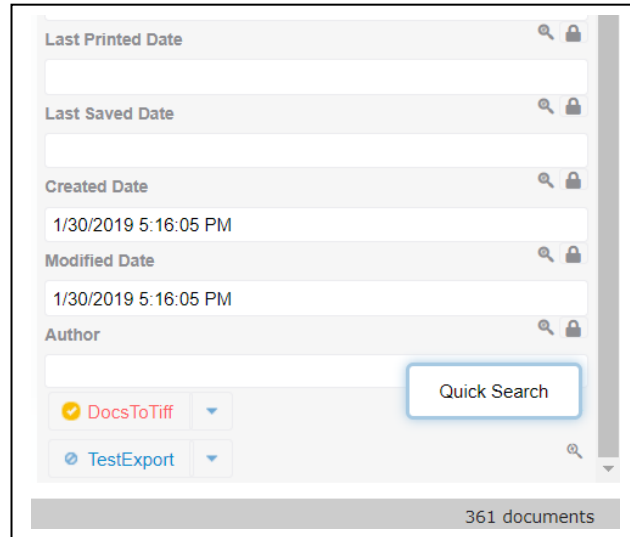 Last Printed Date
Last Saved Date
Created Date
1/30/2019 5:16:05 PM
Modified Date
1/30/2019 5:16:05 PM
Author
Quick Search
DocsToTiff
TestExport
361 documents